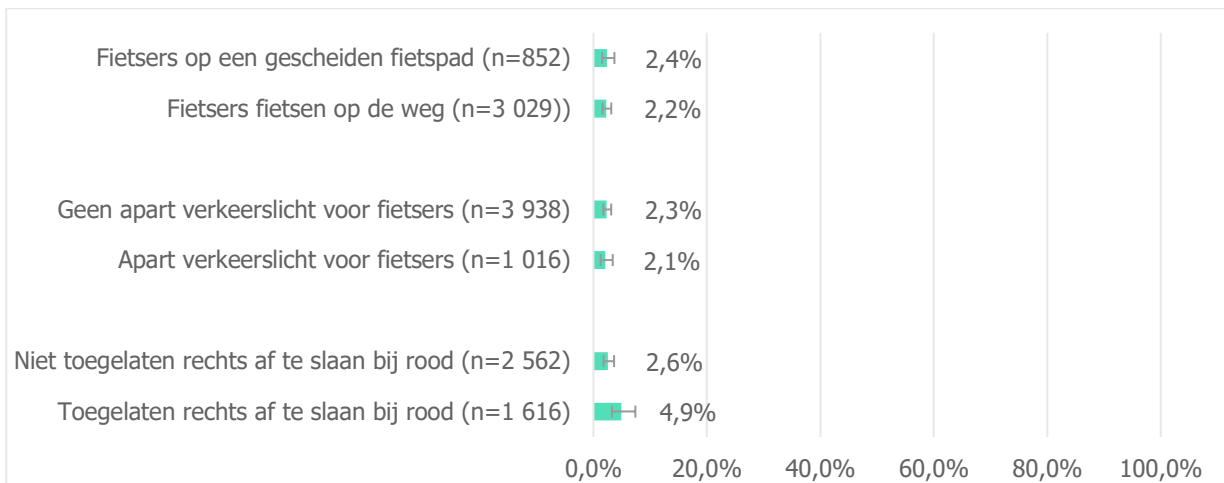 Fietsers op een gescheiden fietspad (n=852) 2,4%
Fietsers fietsen op de weg (n=3 029)) 2,2%
Geen apart verkeerslicht voor fietsers (n=3 938) 2,3%
Apart verkeerslicht voor fietsers (n=1 016) 2,1%
Niet toegelaten rechts af te slaan bij rood (n=2 562) 2,6%
Toegelaten rechts af te slaan bij rood (n=1 616) 4,9%
0,0% 20,0% 40,0% 60,0% 80,0% 100,0%